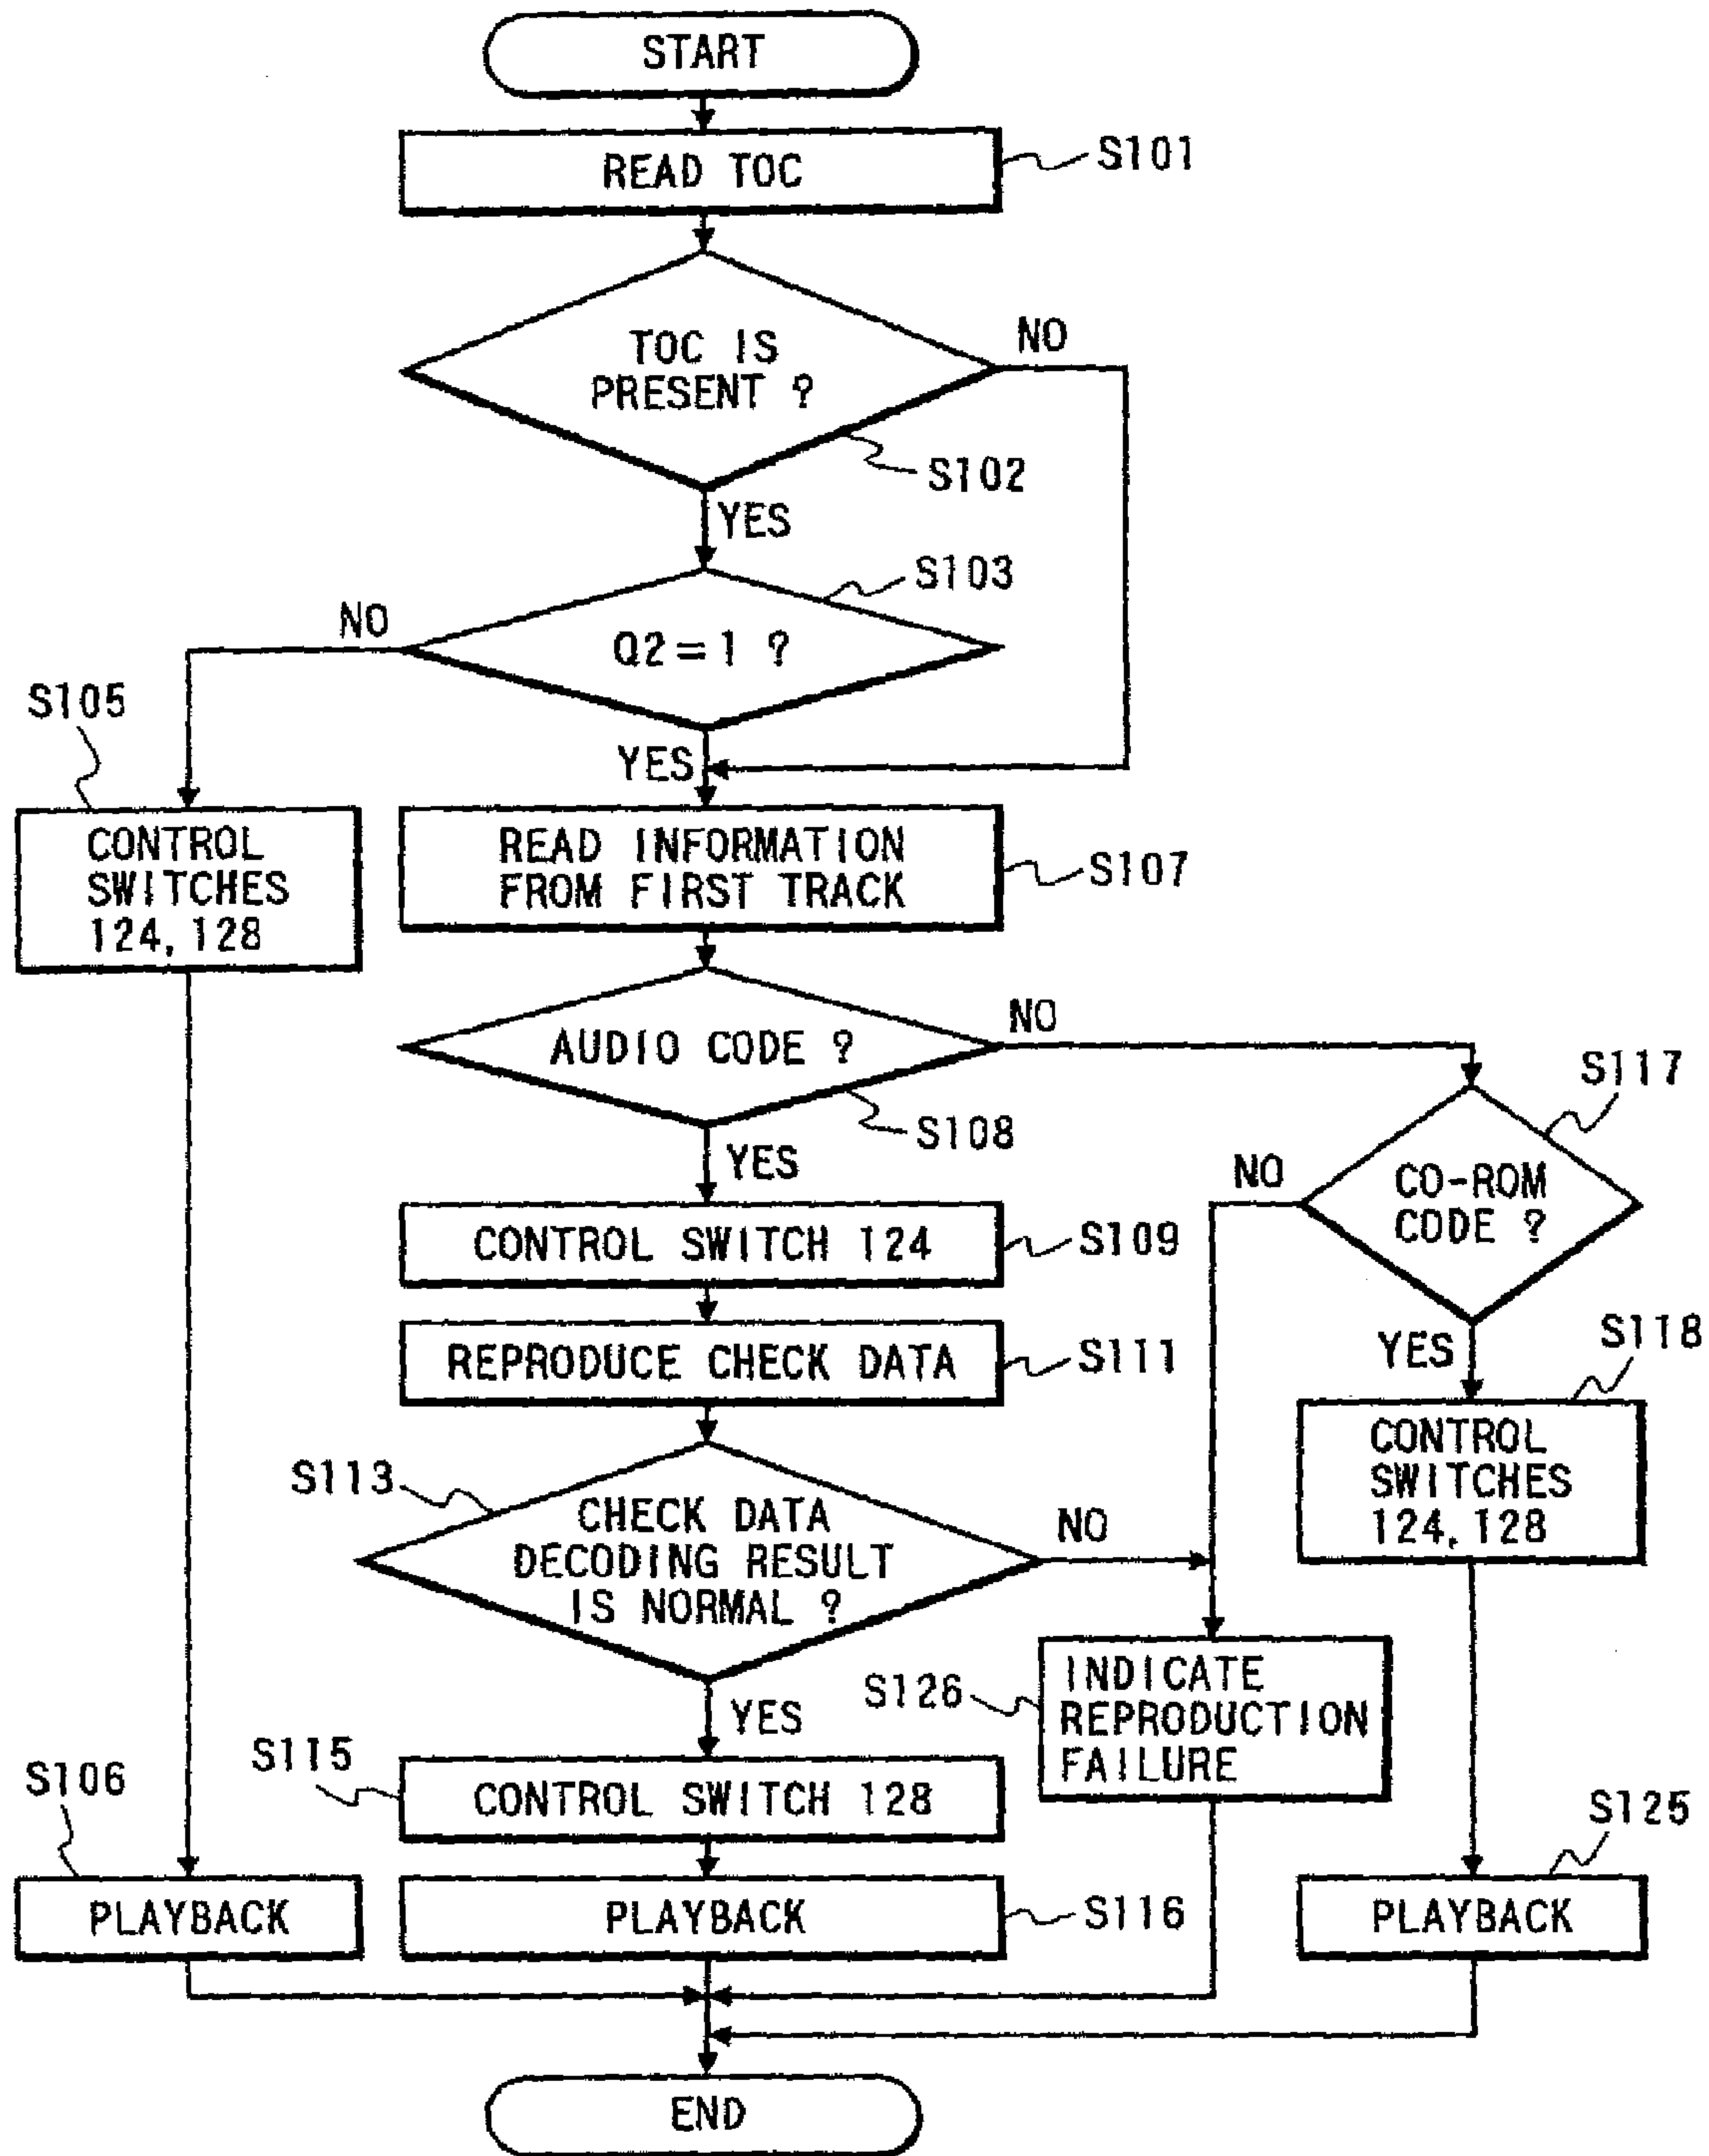 START
READ TOC
S101
TOC IS
PRESENT ?
NO
S102
YES
S103
Q2=1 ?
NO
S105
YES
CONTROL
SWITCHES
124, 128
READ INFORMATION
FROM FIRST TRACK
S107
AUDIO CODE ?
NO
S108
YES
S117
CO-ROM
CODE ?
NO
CONTROL SWITCH 124
S109
REPRODUCE CHECK DATA
S111
YES
S118
CONTROL
SWITCHES
124, 128
S113
CHECK DATA
DECODING RESULT
IS NORMAL ?
NO
YES
S126
INDICATE
REPRODUCTION
FAILURE
S115
CONTROL SWITCH 128
S106
PLAYBACK
PLAYBACK
S116
S125
PLAYBACK
END